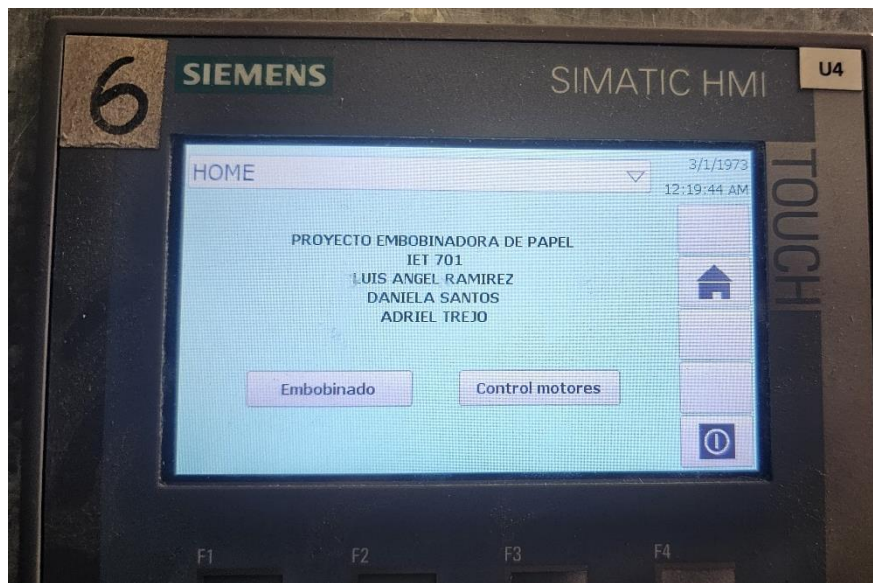 6
SIEMENS
SIMATIC HMI
U4
TOUCH
HOME
3/1/1973
12:19:44 AM
PROYECTO EMBOBINADORA DE PAPEL
IET 701
LUIS ANGEL RAMIREZ
DANIELA SANTOS
ADRIEL TREJO
Embobinado
Control motores
F1
F2
F3
F4